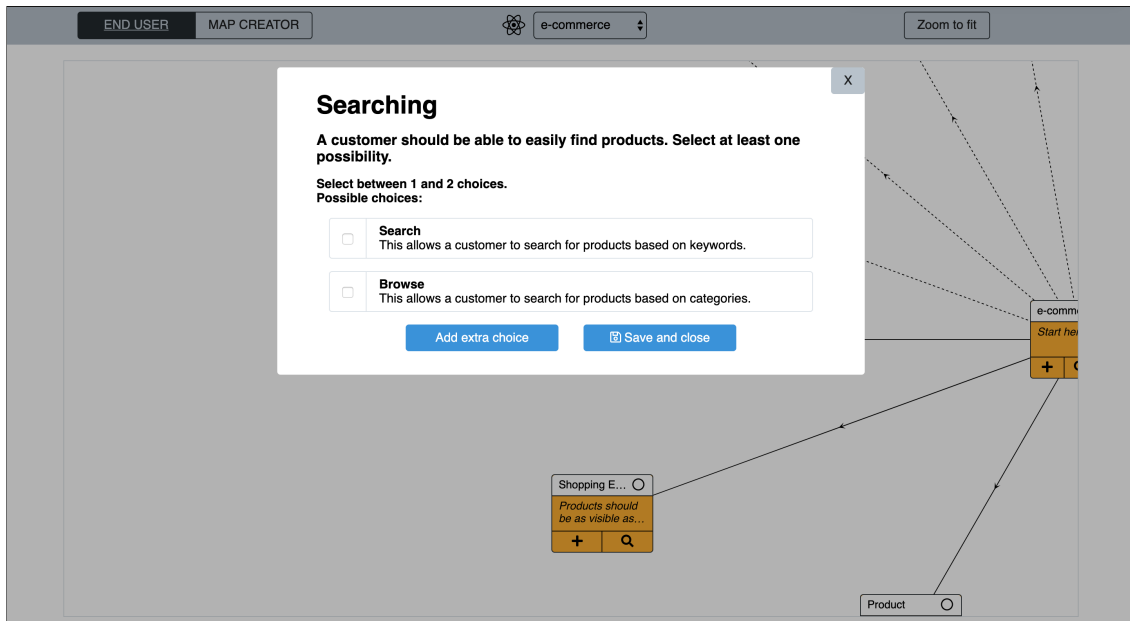 END USER
MAP CREATOR
e-commerce
Zoom to fit
X
Searching
A customer should be able to easily find products. Select at least one
possibility.
Select between 1 and 2 choices.
Possible choices:
Search
This allows a customer to search for products based on keywords.
Browse
This allows a customer to search for products based on categories.
Add extra choice
Save and close
e-comm
Start
Shopping E...
Products should
be as visible as...
Product